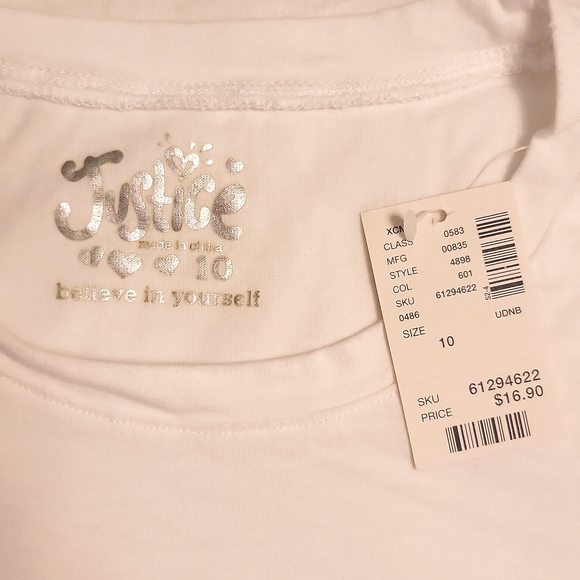 Justice
made in china
10
believe in yourself
CLASS 0583
MFG 00835
STYLE 4898
COL 601
SKU 61294622
0486
SIZE 10
UDNB
SKU 61294622
PRICE $16.90